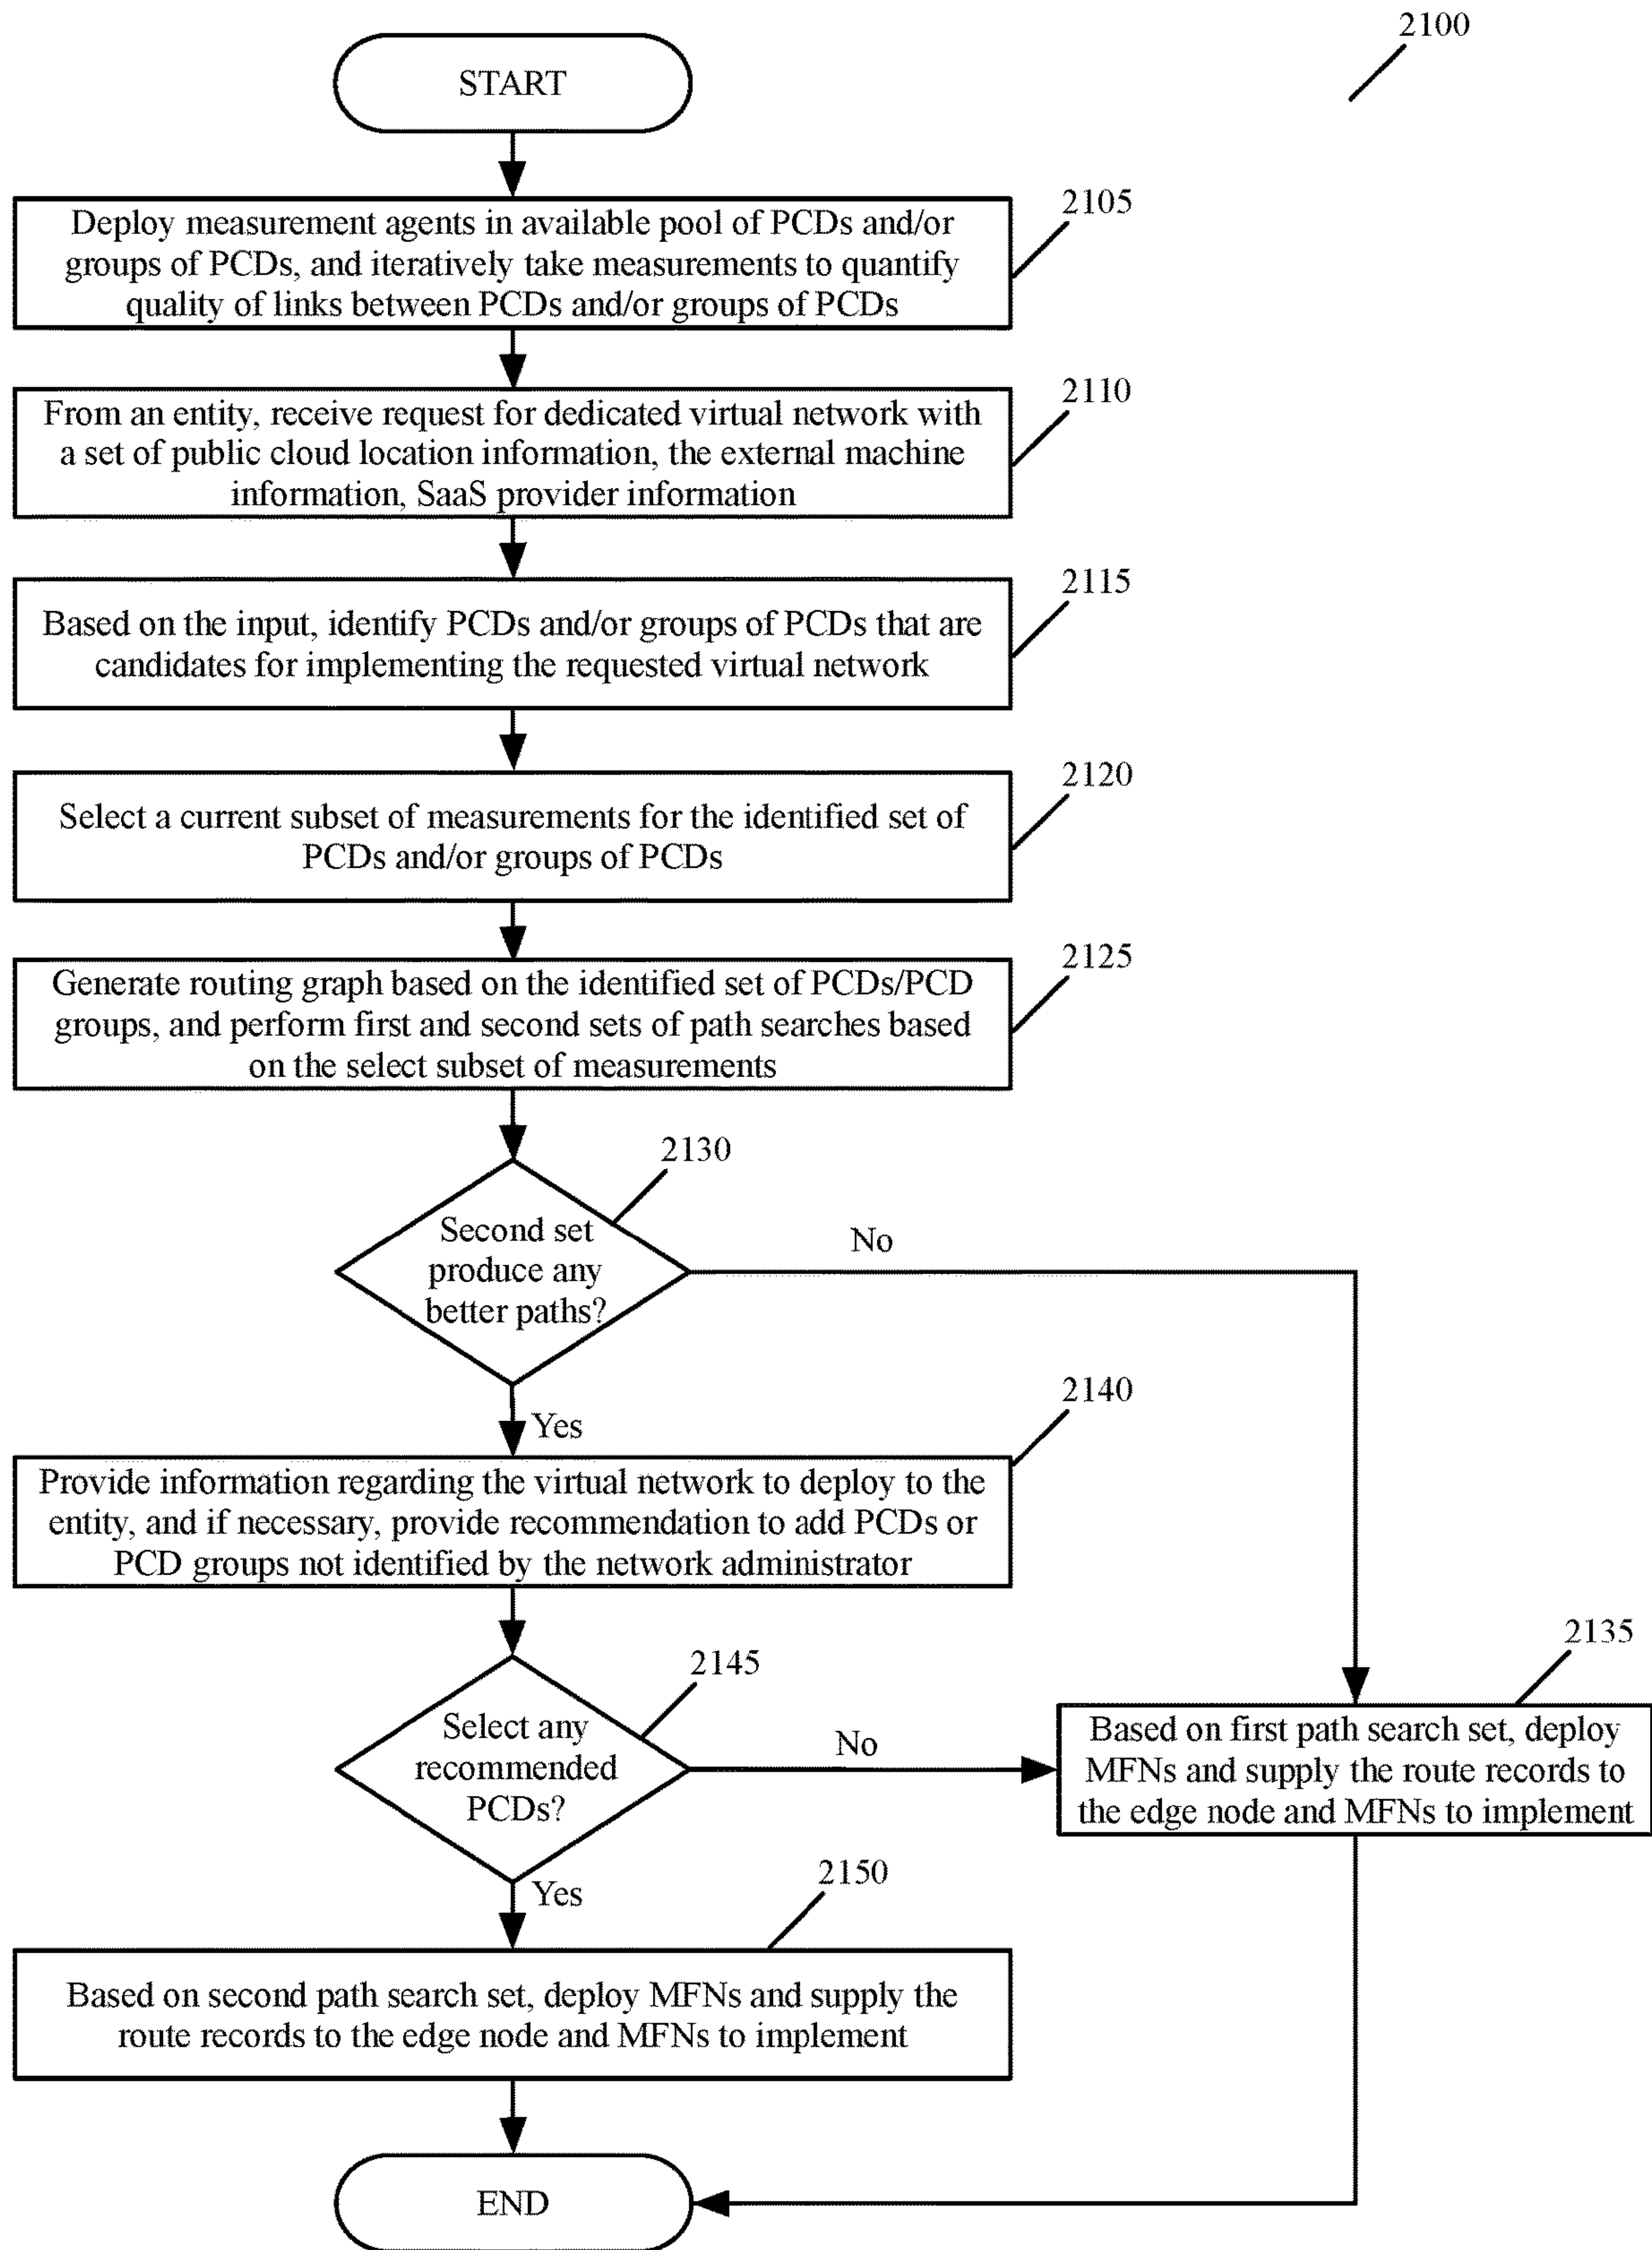 2100
START
2105
Deploy measurement agents in available pool of PCDs and/or
groups of PCDs, and iteratively take measurements to quantify
quality of links between PCDs and/or groups of PCDs
2110
From an entity, receive request for dedicated virtual network with
a set of public cloud location information, the external machine
information, SaaS provider information
2115
Based on the input, identify PCDs and/or groups of PCDs that are
candidates for implementing the requested virtual network
2120
Select a current subset of measurements for the identified set of
PCDs and/or groups of PCDs
2125
Generate routing graph based on the identified set of PCDs/PCD
groups, and perform first and second sets of path searches based
on the select subset of measurements
2130
Second set
produce any
better paths?
No
Yes
2140
Provide information regarding the virtual network to deploy to the
entity, and if necessary, provide recommendation to add PCDs or
PCD groups not identified by the network administrator
2145
Select any
recommended
PCDs?
No
2135
Based on first path search set, deploy
MFNs and supply the route records to
the edge node and MFNs to implement
Yes
2150
Based on second path search set, deploy MFNs and supply the
route records to the edge node and MFNs to implement
END